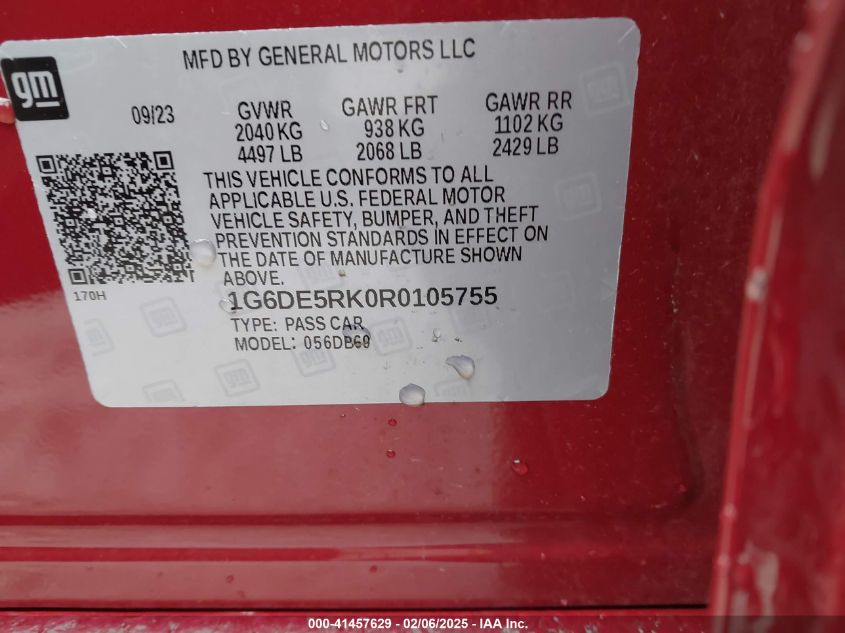 MFD BY GENERAL MOTORS LLC
gm
09/23
GVWR GAWR FRT GAWR RR
2040 KG 938 KG 1102 KG
4497 LB 2068 LB 2429 LB
THIS VEHICLE CONFORMS TO ALL
APPLICABLE U.S. FEDERAL MOTOR
VEHICLE SAFETY, BUMPER, AND THEFT
PREVENTION STANDARDS IN EFFECT ON
THE DATE OF MANUFACTURE SHOWN
ABOVE.
170H
1G6DE5RK0R0105755
TYPE: PASS CAR
MODEL: 056DB69
000-41457629 - 02/06/2025 - IAA Inc.